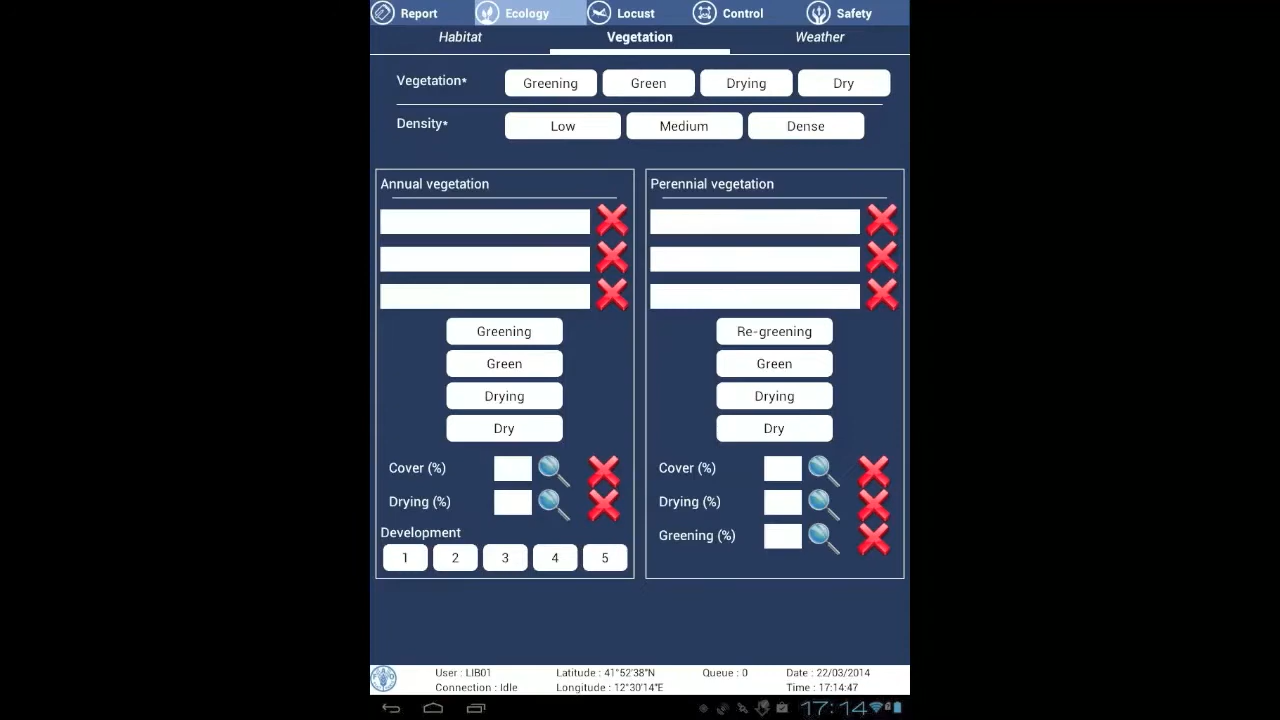 Report Ecology Locust Control Safety
Habitat Vegetation Weather
Vegetation* Greening Green Drying Dry
Density* Low Medium Dense
Annual vegetation
Greening
Green
Drying
Dry
Cover (%)
Drying (%)
Development
1 2 3 4 5
Perennial vegetation
Re-greening
Green
Drying
Dry
Cover (%)
Drying (%)
Greening (%)
User : LIB01 Latitude : 41°52'38"N Queue : 0 Date : 22/03/2014
Connection : Idle Longitude : 12°30'14"E Time : 17:14:47
17:14